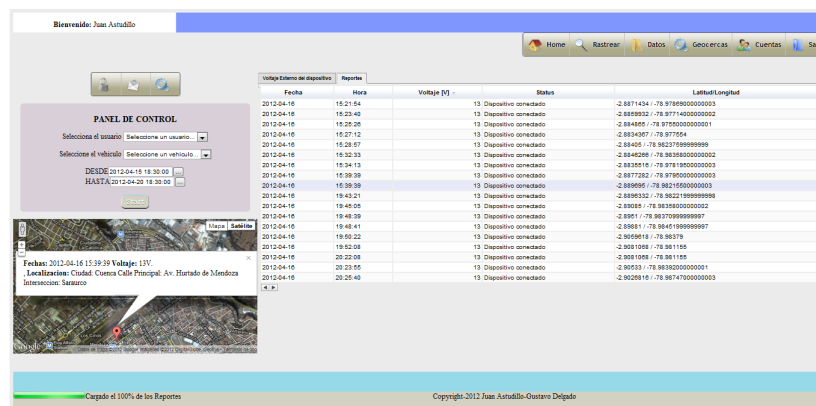 Bienvenido: Juan Astudillo
Home Rastrear Datos Geocercas Cuentas Sa
Voltaje Externo del dispositivo Reportes
Fecha Hora Voltaje [V] Status Latitud/Longitud
2012-04-16 15:21:54 13 Dispositivo conectado -2.8871434 / -78.97869000000003
2012-04-16 15:23:40 13 Dispositivo conectado -2.8859932 / -78.97714000000002
2012-04-16 15:25:26 13 Dispositivo conectado -2.884865 / -78.97550000000001
2012-04-16 15:27:12 13 Dispositivo conectado -2.8834367 / -78.977554
2012-04-16 15:28:57 13 Dispositivo conectado -2.88405 / -78.98237599999999
2012-04-16 15:32:33 13 Dispositivo conectado -2.8846266 / -78.98358000000002
2012-04-16 15:34:13 13 Dispositivo conectado -2.8835516 / -78.97819500000003
2012-04-16 15:39:39 13 Dispositivo conectado -2.8877282 / -78.97950000000003
2012-04-16 15:39:39 13 Dispositivo conectado -2.889695 / -78.98215500000003
2012-04-16 19:43:21 13 Dispositivo conectado -2.8896332 / -78.98221999999998
2012-04-16 19:45:05 13 Dispositivo conectado -2.89085 / -78.98358000000002
2012-04-16 19:48:39 13 Dispositivo conectado -2.8951 / -78.98370999999997
2012-04-16 19:48:41 13 Dispositivo conectado -2.89881 / -78.98451999999997
2012-04-16 19:50:22 13 Dispositivo conectado -2.9059618 / -78.98379
2012-04-16 19:52:08 13 Dispositivo conectado -2.9081068 / -78.981155
2012-04-16 20:22:08 13 Dispositivo conectado -2.9081068 / -78.981155
2012-04-16 20:23:55 13 Dispositivo conectado -2.90533 / -78.98392000000001
2012-04-16 20:25:40 13 Dispositivo conectado -2.9026816 / -78.98747000000003
PANEL DE CONTROL
Selecciona el usuario Seleccione un usuario...
Seleccione el vehiculo Seleccione un vehiculo...
DESDE 2012-04-15 18:30:00 ...
HASTA 2012-04-20 18:30:00 ...
Start
Mapa Satélite
Fechas: 2012-04-16 15:39:39 Voltaje: 13V.
, Localizacion: Ciudad: Cuenca Calle Principal: Av. Hurtado de Mendoza
Interseccion: Saraurco
Google
Cargado el 100% de los Reportes
Copyright-2012 Juan Astudillo-Gustavo Delgado